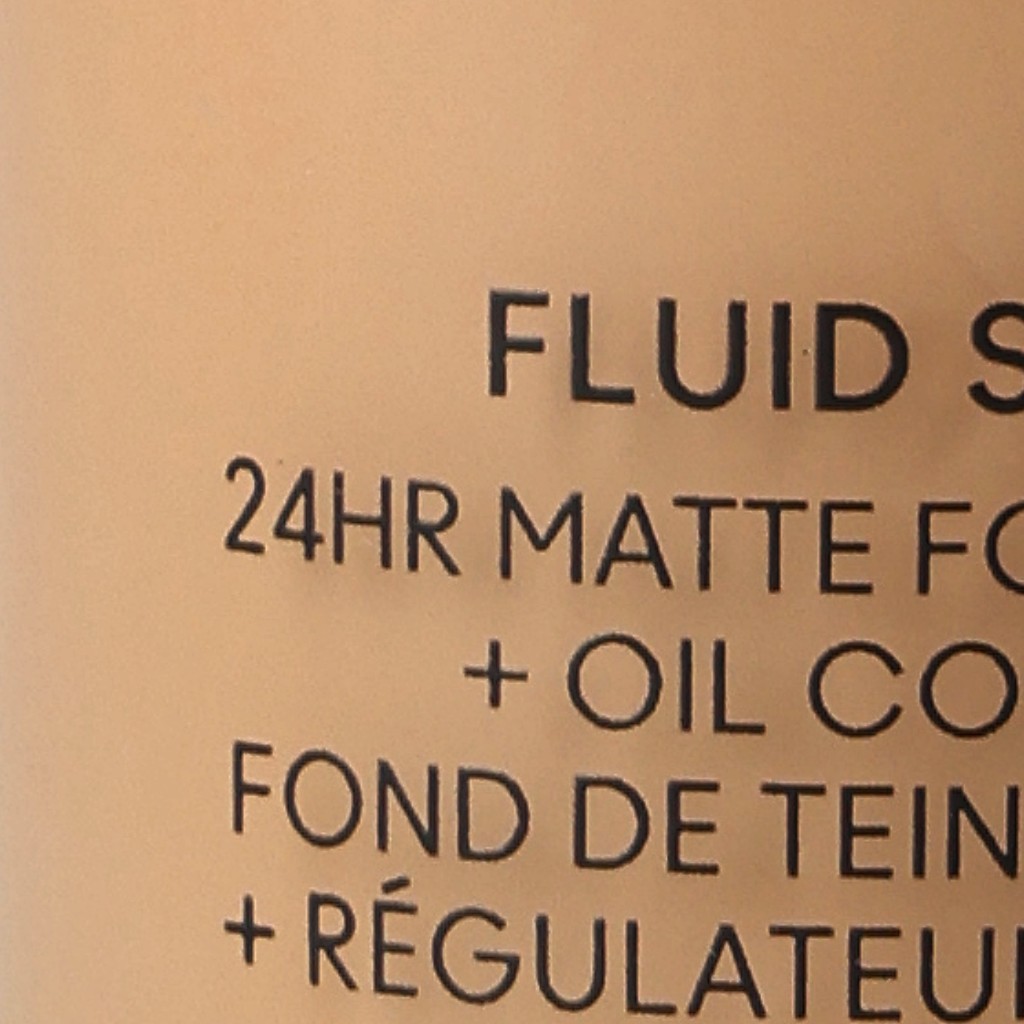 FLUID S
24HR MATTE FO
+ OIL CO
FOND DE TEIN
+ RÉGULATEU